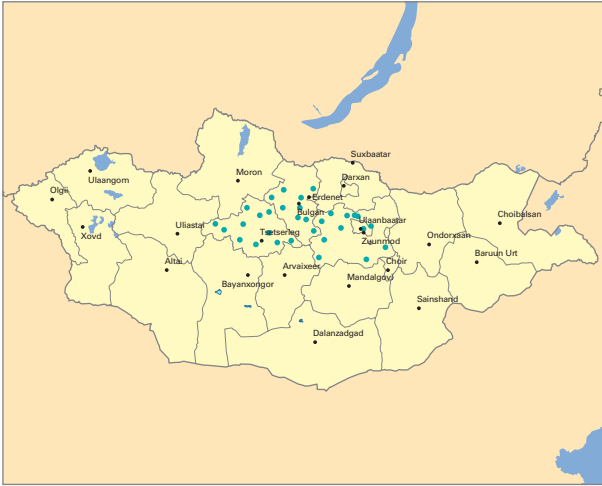 Suxbaatar
Moron
Darxan
Ulaangom
Olgii
Erdenet
Bulgan
Choibalsan
Uliastai
Tsetserleg
Ulaanbaatar
Xovd
Zuunmod
Ondorxaan
Baruun Urt
Altai
Arvaixeer
Choir
Bayanxongor
Mandalgovi
Sainshand
Dalanzadgad